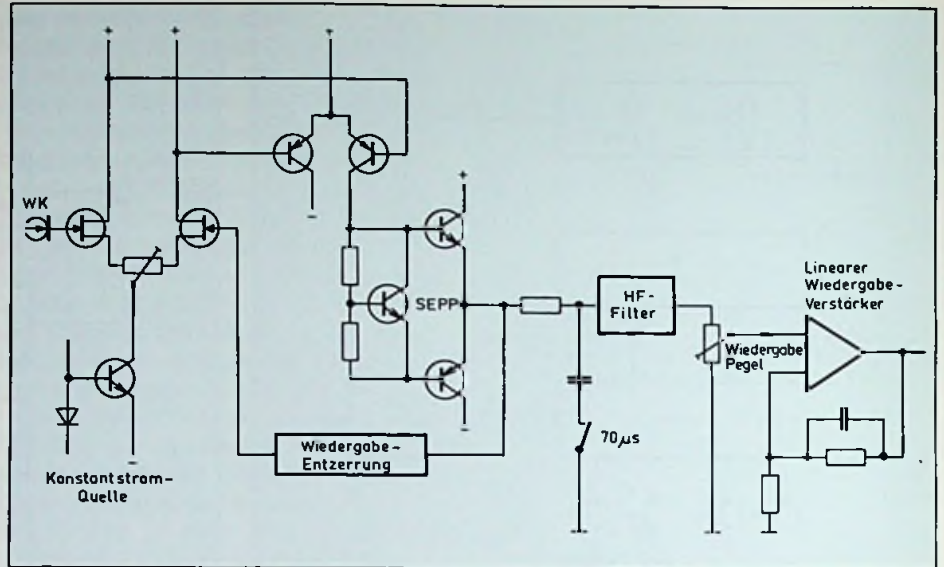 +
+
+
WK
+
SEPP
-
-
HF-
Filter
Linearer
Wiedergabe-
Verstärker
Wiedergabe
Pegel
70µs
Wiedergabe-
Entzerrung
-
Konstantstrom-
Quelle